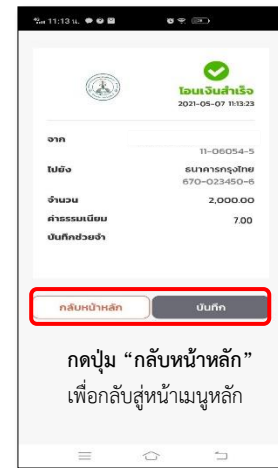 11:13 น.
โอนเงินสำเร็จ
2021-05-07 11:13:23
จาก
11-06054-5
ไปยัง ธนาคารกรุงไทย
670-023450-6
จำนวน 2,000.00
ค่าธรรมเนียม 7.00
บันทึกช่วยจำ
กลับหน้าหลัก บันทึก
กดปุ่ม “กลับหน้าหลัก”
เพื่อกลับสู่หน้าเมนูหลัก